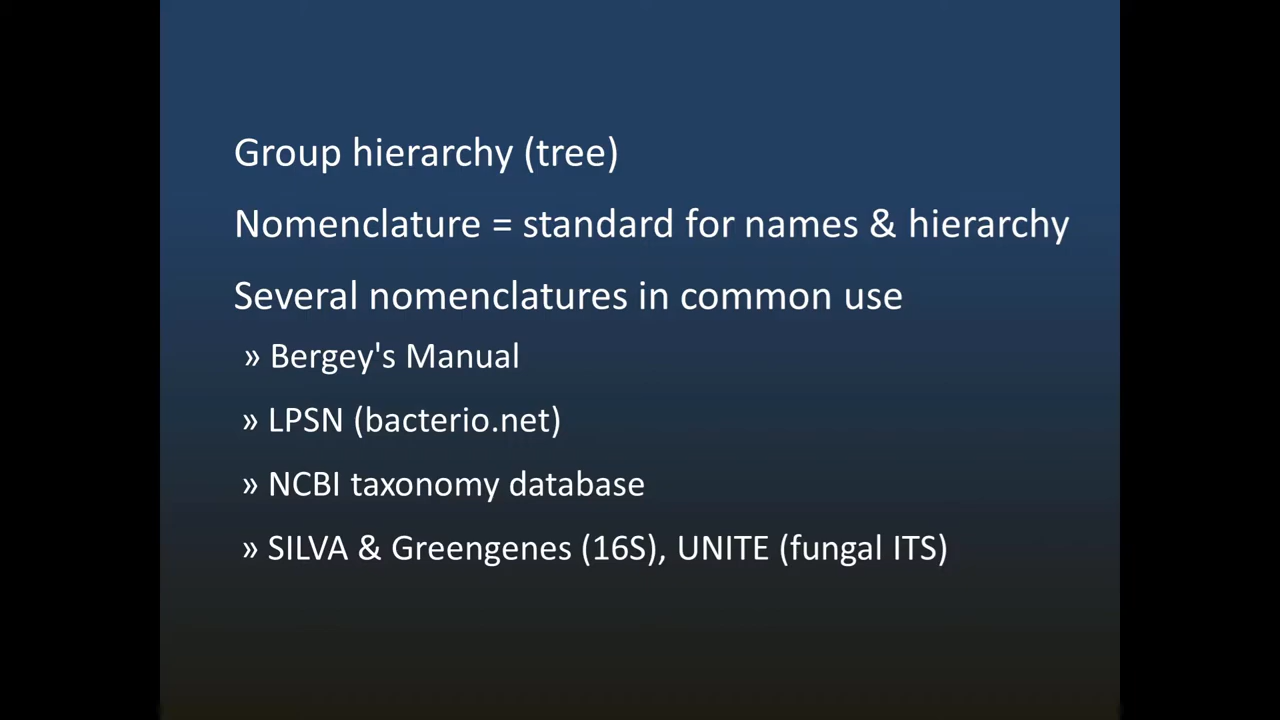 Group hierarchy (tree)
Nomenclature = standard for names & hierarchy
Several nomenclatures in common use
» Bergey's Manual
» LPSN (bacterio.net)
» NCBI taxonomy database
» SILVA & Greengenes (16S), UNITE (fungal ITS)